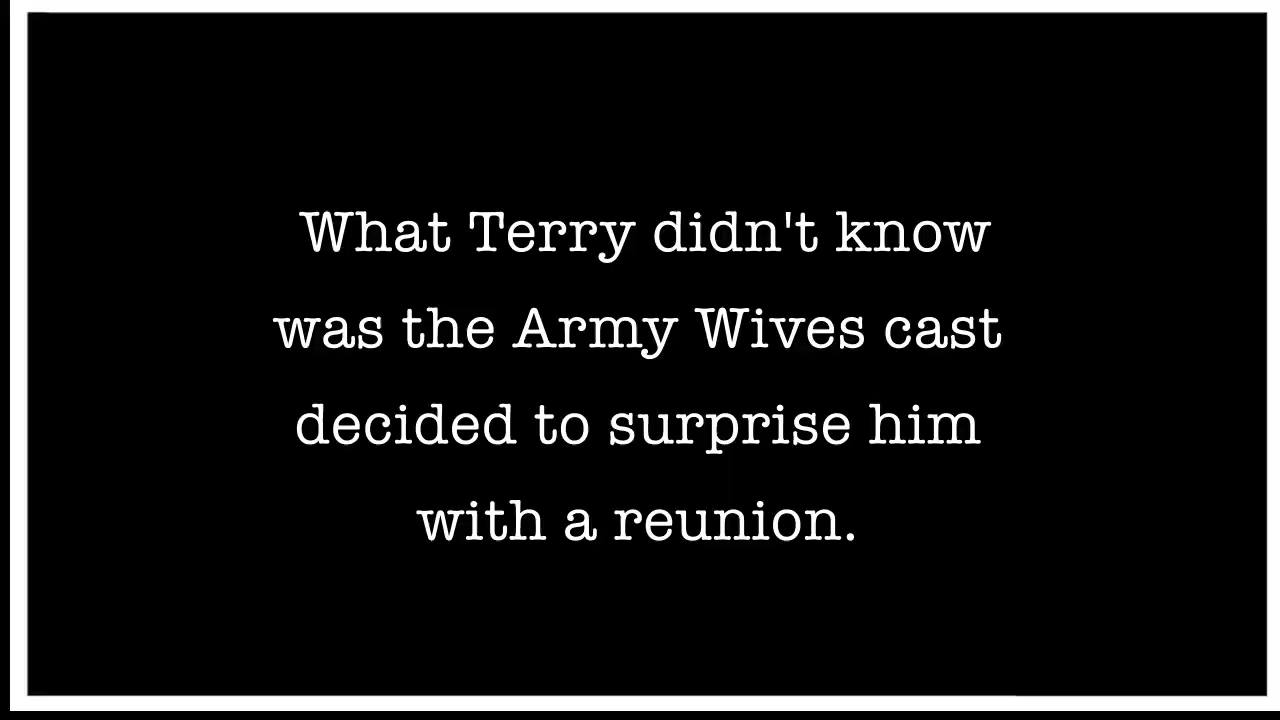 What Terry didn't know
was the Army Wives cast
decided to surprise him
with a reunion.